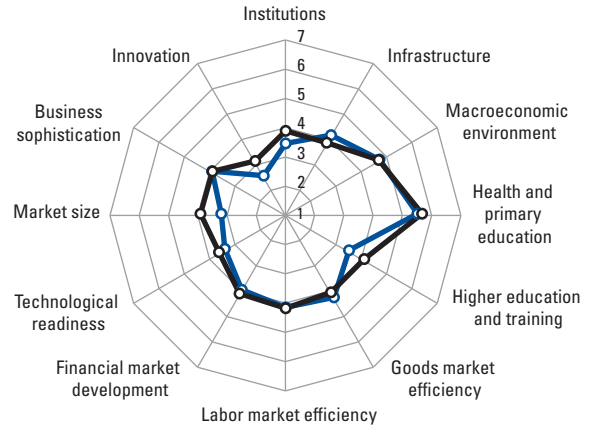 Institutions
7
Innovation
Infrastructure
6
5
Business
sophistication
Macroeconomic
environment
4
3
2
Market size
1
Health and
primary
education
Technological
readiness
Higher education
and training
Financial market
development
Goods market
efficiency
Labor market efficiency